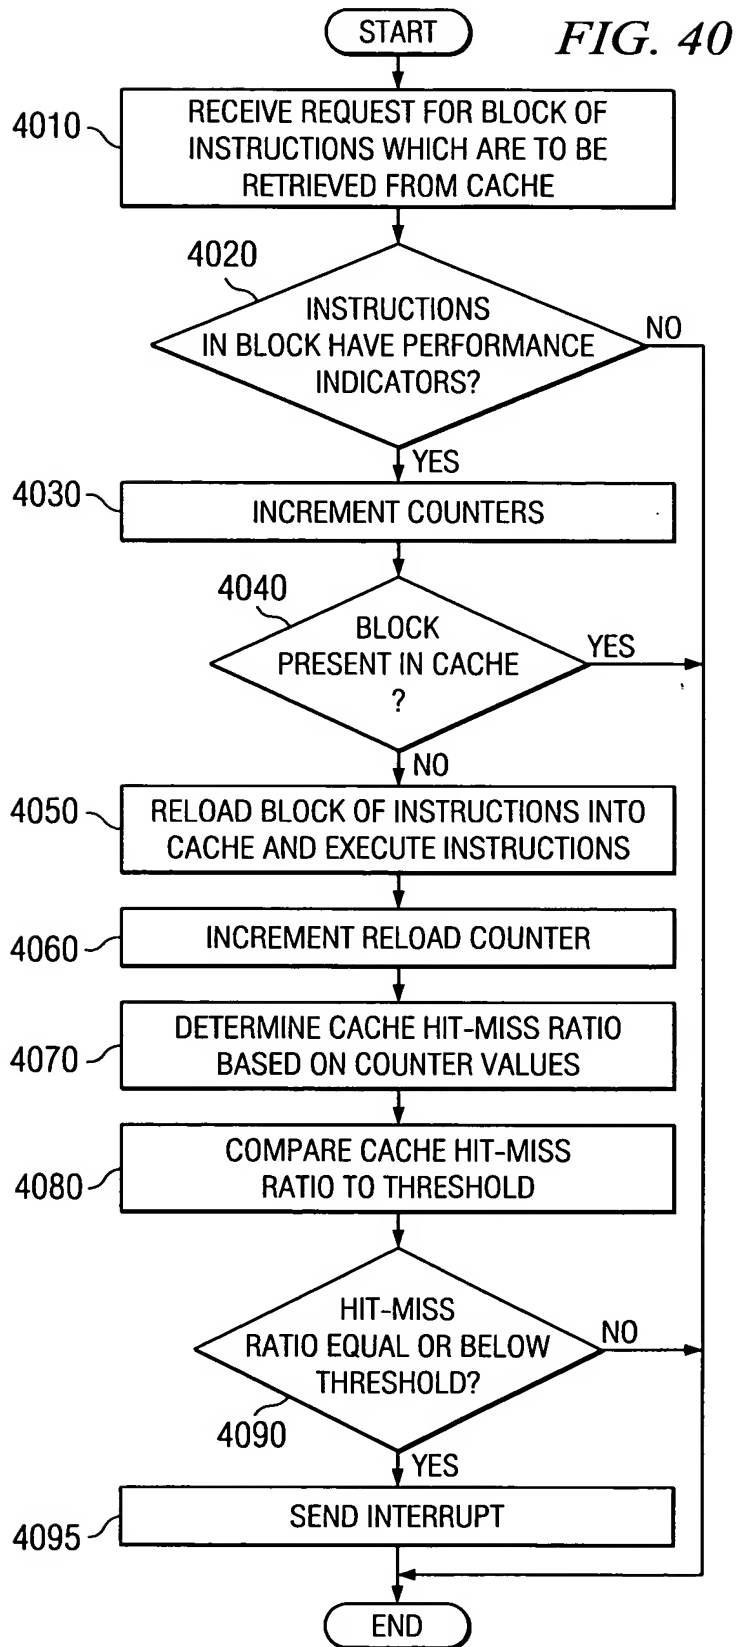 START
FIG. 40
4010
RECEIVE REQUEST FOR BLOCK OF
INSTRUCTIONS WHICH ARE TO BE
RETRIEVED FROM CACHE
4020
INSTRUCTIONS
IN BLOCK HAVE PERFORMANCE
INDICATORS?
NO
YES
4030
INCREMENT COUNTERS
4040
BLOCK
PRESENT IN CACHE
?
YES
NO
4050
RELOAD BLOCK OF INSTRUCTIONS INTO
CACHE AND EXECUTE INSTRUCTIONS
4060
INCREMENT RELOAD COUNTER
4070
DETERMINE CACHE HIT-MISS RATIO
BASED ON COUNTER VALUES
4080
COMPARE CACHE HIT-MISS
RATIO TO THRESHOLD
HIT-MISS
RATIO EQUAL OR BELOW
THRESHOLD?
NO
4090
YES
4095
SEND INTERRUPT
END